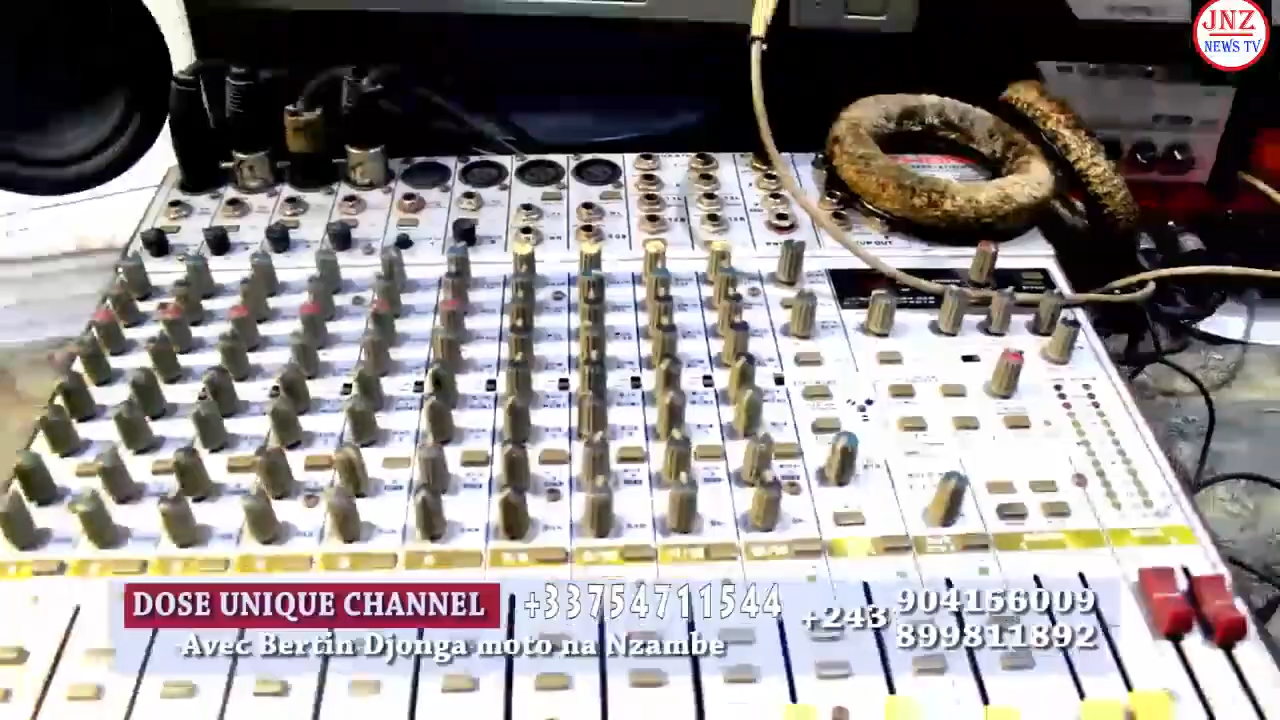 JNZ
NEWS TV
DOSE UNIQUE CHANNEL
+33754711544
+243
904156009
899811892
Avec Bertin Djonga moto na Nzambe